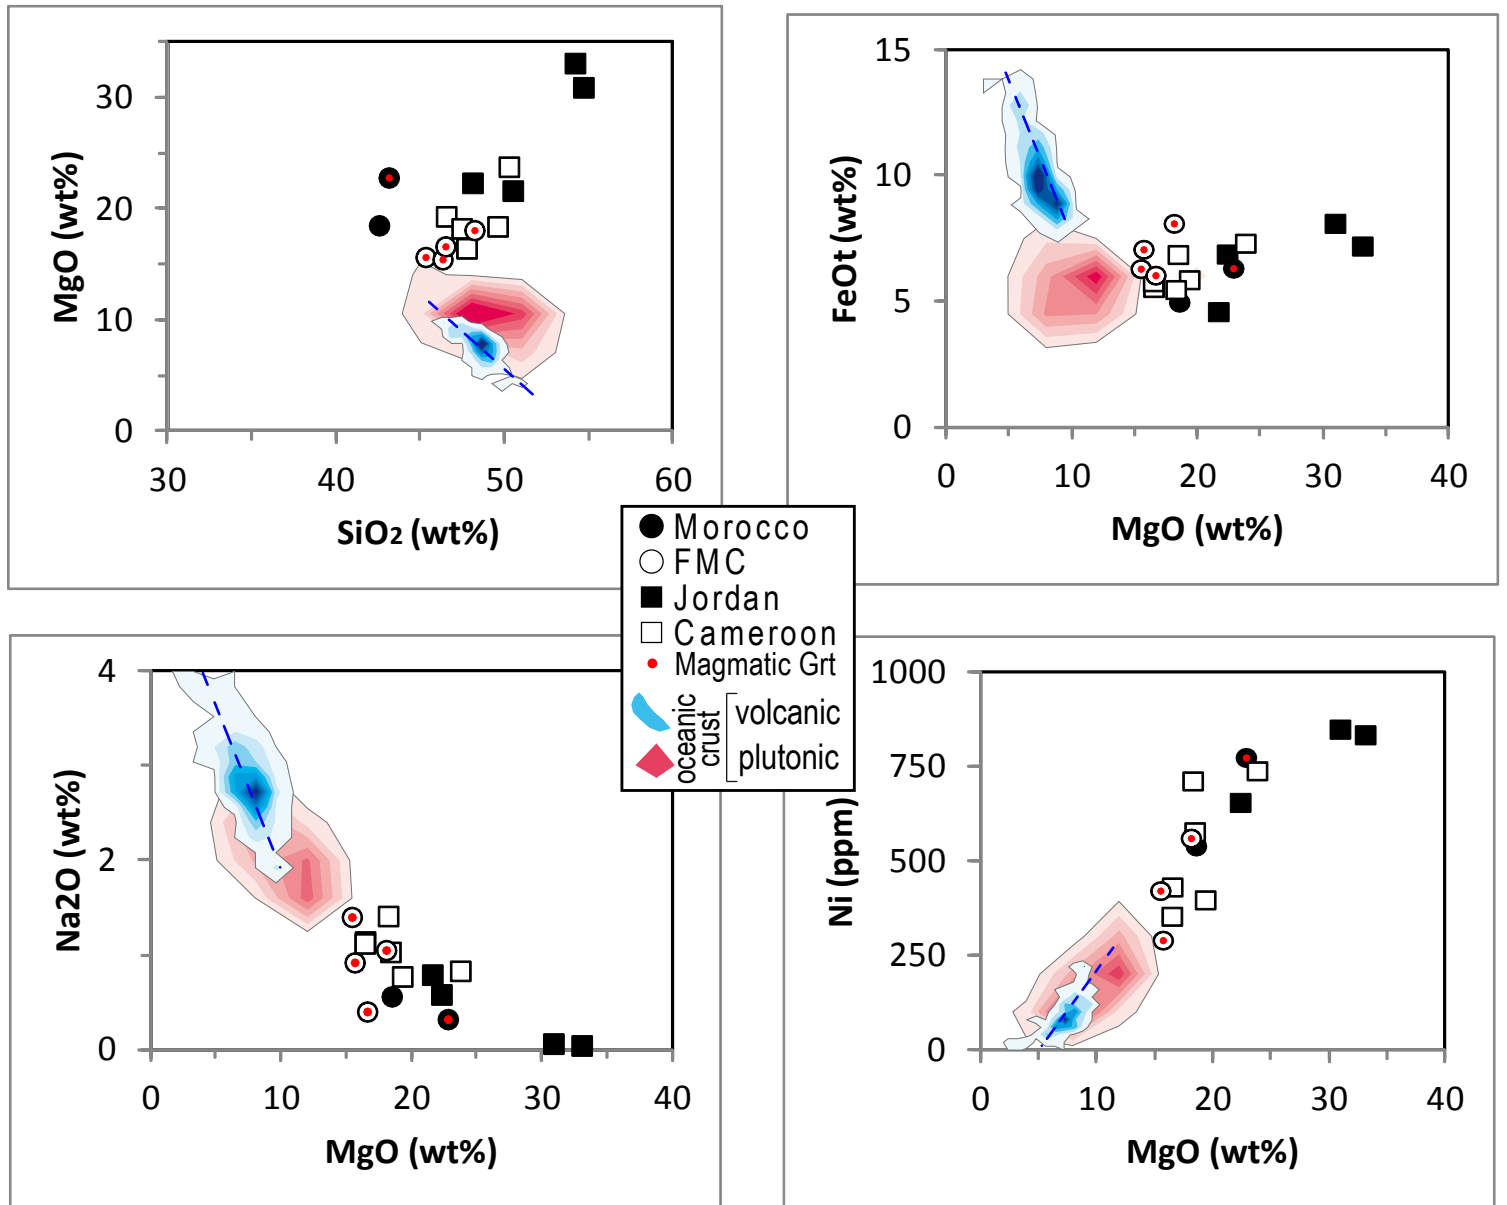 30
20
10
0
MgO (wt%)
30 40 50 60
SiO2 (wt%)
15
10
5
0
FeOt (wt%)
0 10 20 30 40
MgO (wt%)
Morocco
FMC
Jordan
Cameroon
Magmatic Grt
oceanic
crust
volcanic
plutonic
4
2
0
Na2O (wt%)
0 10 20 30 40
MgO (wt%)
1000
750
500
250
0
Ni (ppm)
0 10 20 30 40
MgO (wt%)